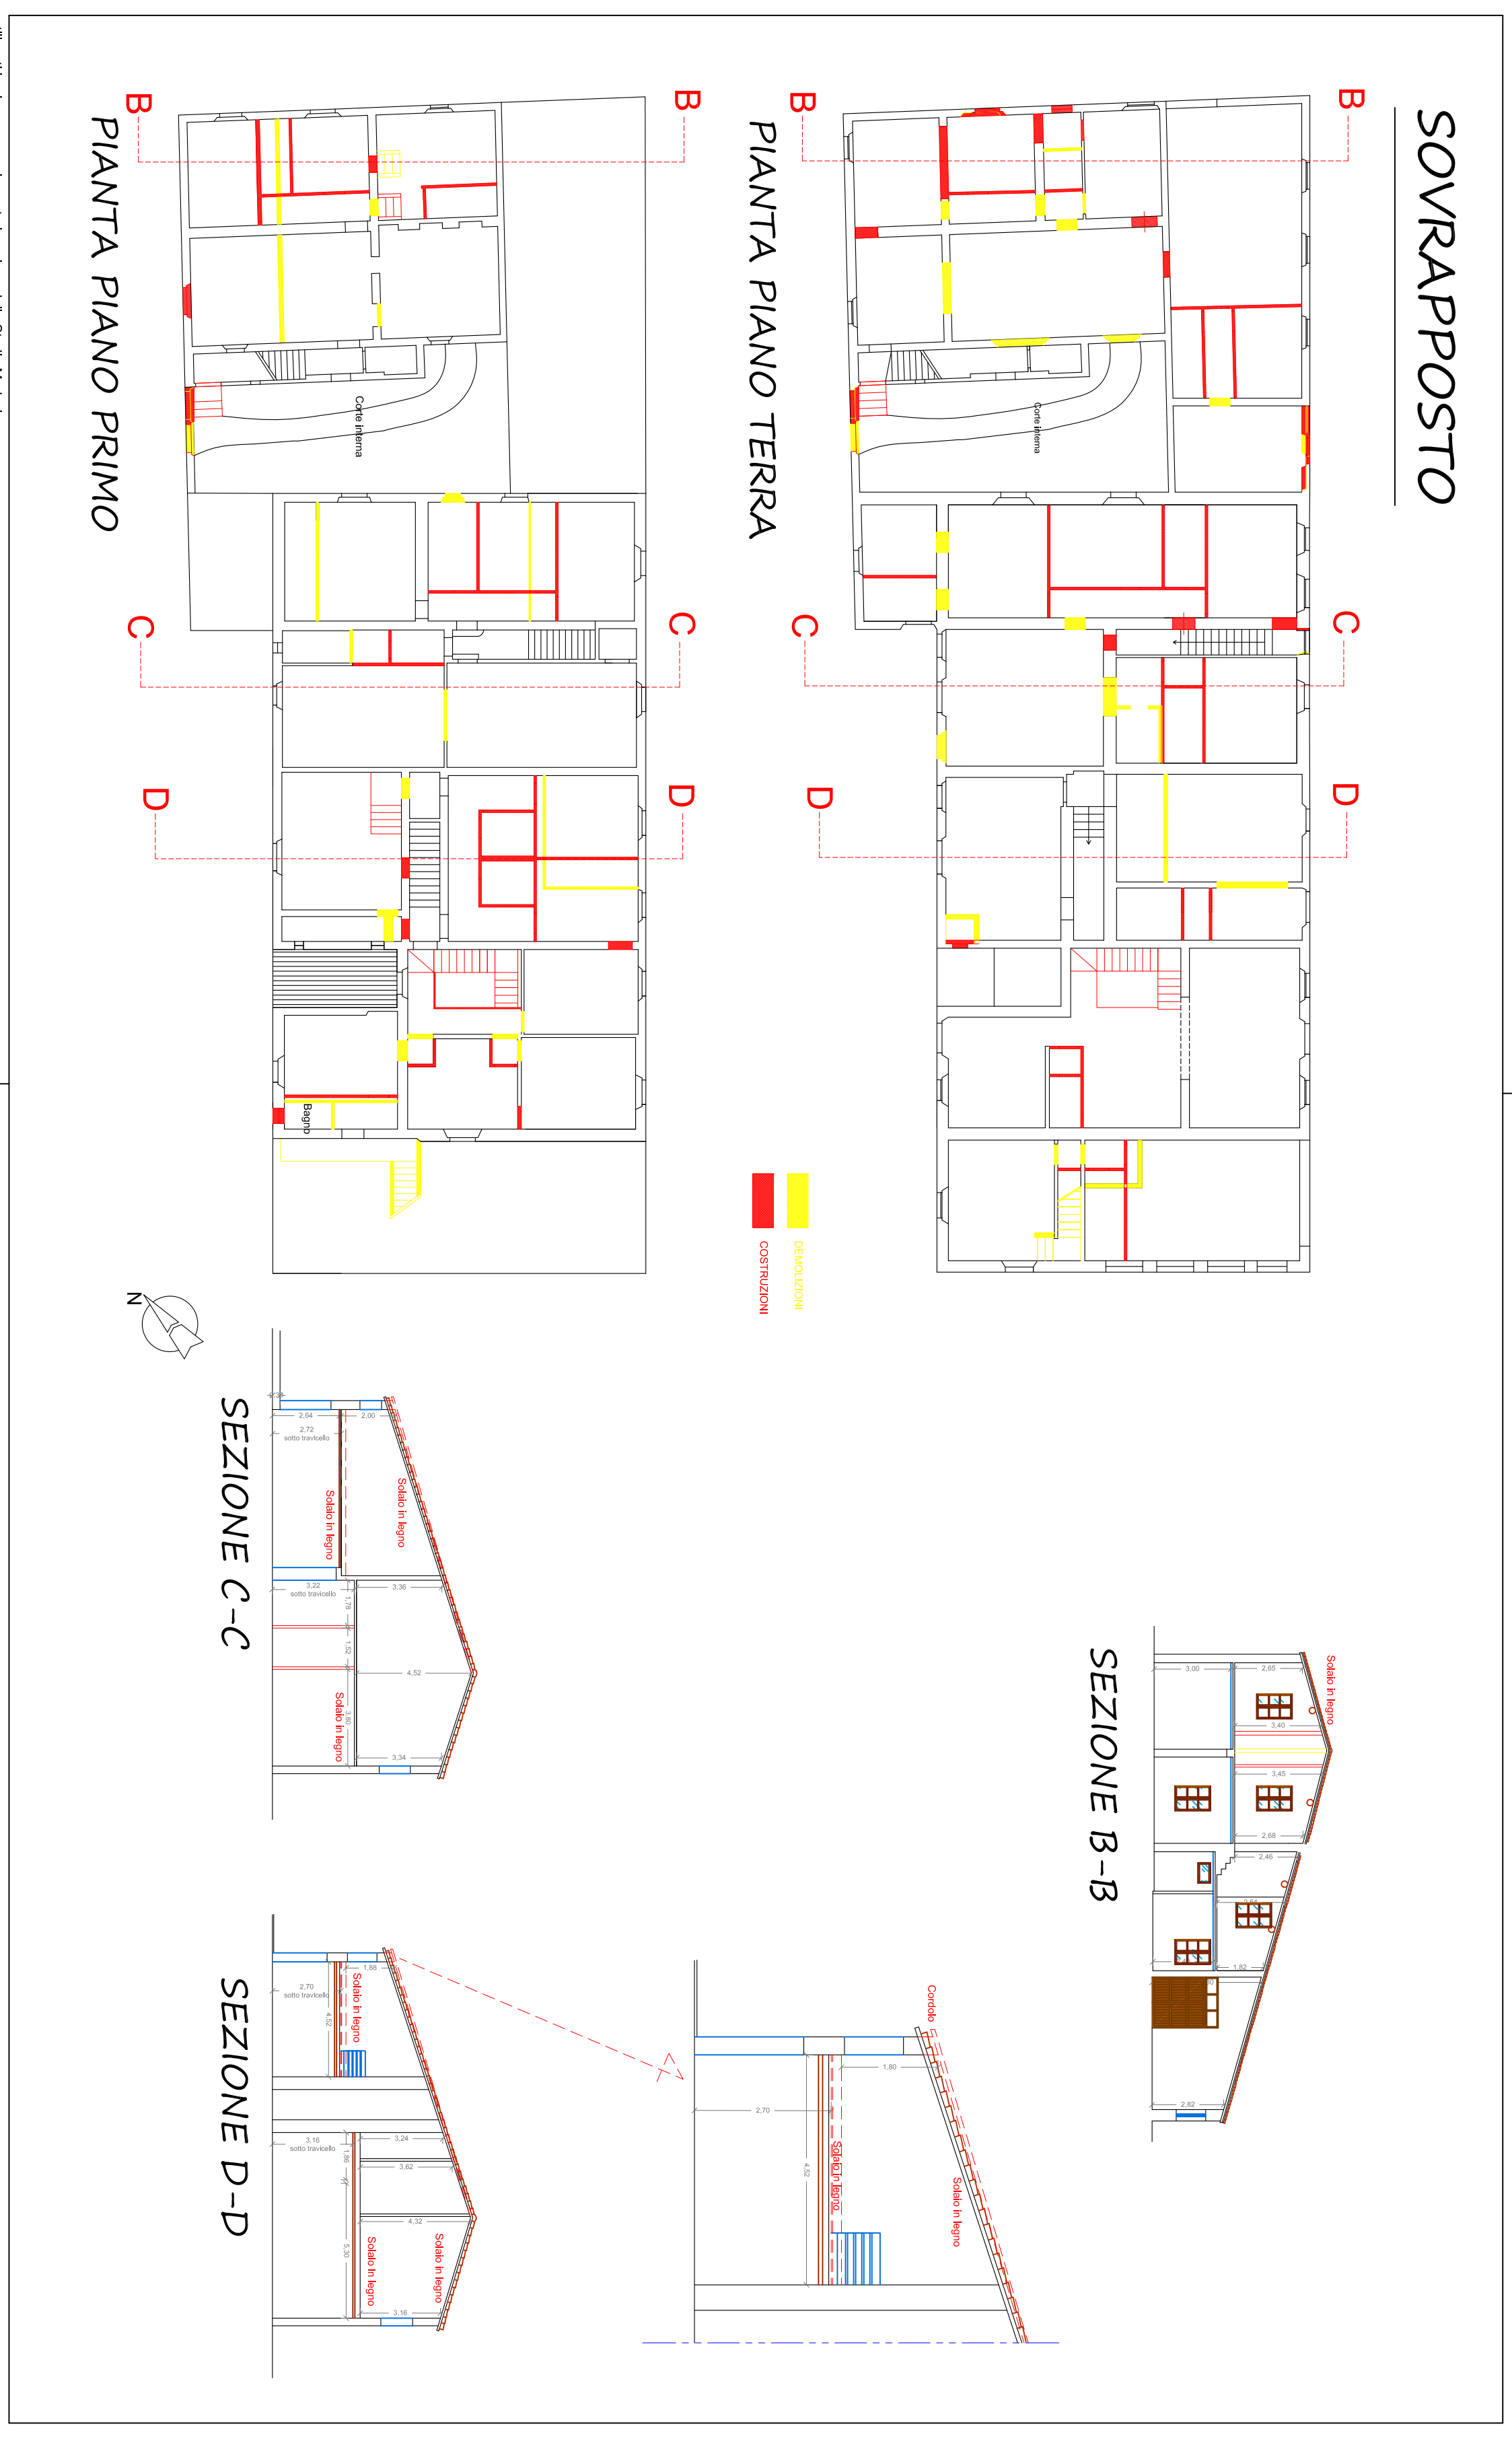 SOVRAPPOSTO
B
B
C
C
D
D
Corte interna
PIANTA PIANO TERRA
DEMOLIZIONI
COSTRUZIONI
B
B
C
C
D
D
Corte interna
Bagno
PIANTA PIANO PRIMO
N
Solaio in legno
3,00
2,65
3,40
3,45
2,68
2,46
2,64
1,82
2,82
SEZIONE B-B
2,64
2,00
2,72
sotto travicello
Solaio in legno
Solaio in legno
3,22
sotto travicello
3,36
1,78
1,52
4,52
3,80
Solaio in legno
3,34
SEZIONE C-C
1,88
2,70
sotto travicello
4,52
Solaio in legno
3,16
sotto travicello
3,24
1,86
3,62
4,32
5,30
Solaio in legno
Solaio in legno
3,16
SEZIONE D-D
Cordolo
1,80
2,70
4,52
Solaio in legno
Solaio in legno